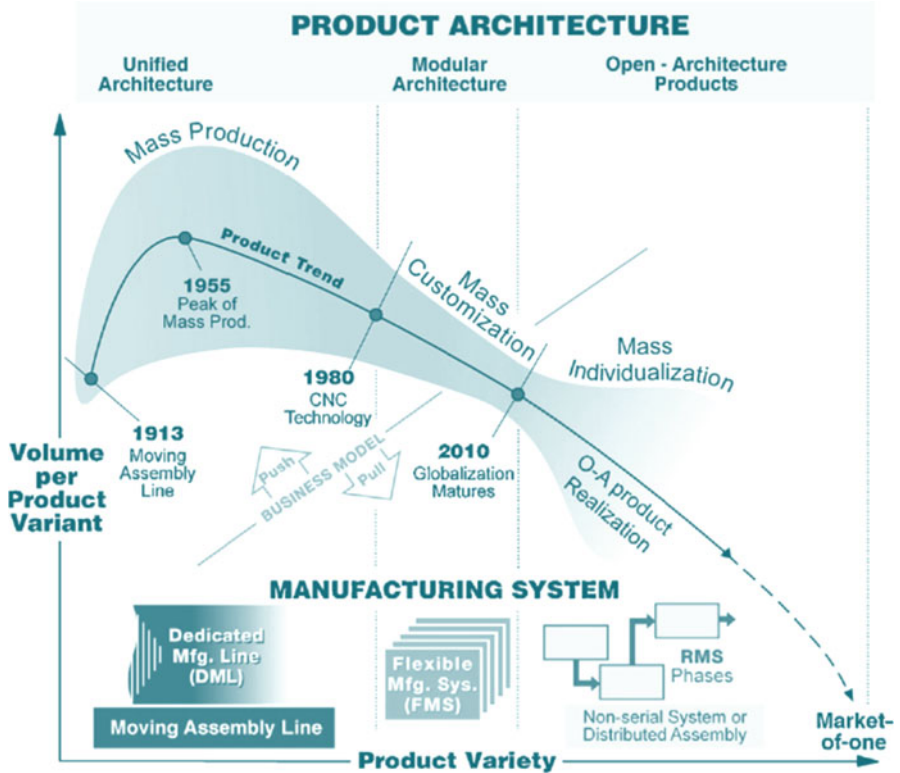 PRODUCT ARCHITECTURE
Unified
Architecture
Modular
Architecture
Open - Architecture
Products
Mass Production
Product Trend
1955
Peak of
Mass Prod.
Mass
Customization
Mass
Individualization
1980
CNC
Technology
1913
Moving
Assembly
Line
2010
Globalization
Matures
Push
BUSINESS MODEL
Pull
O-A product
Realization
Volume
per
Product
Variant
MANUFACTURING SYSTEM
Dedicated
Mfg. Line
(DML)
Moving Assembly Line
Flexible
Mfg. Sys.
(FMS)
RMS
Phases
Non-serial System or
Distributed Assembly
Market-
of-one
Product Variety